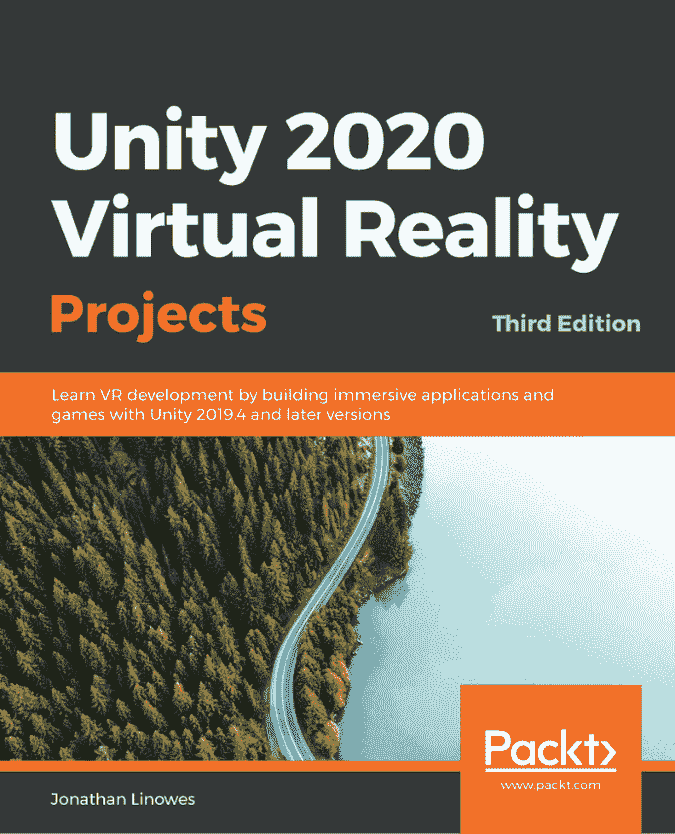 Unity 2020
Virtual Reality
Projects
Third Edition
Learn VR development by building immersive applications and
games with Unity 2019.4 and later versions
Packt>
www.packt.com
Jonathan Linowes